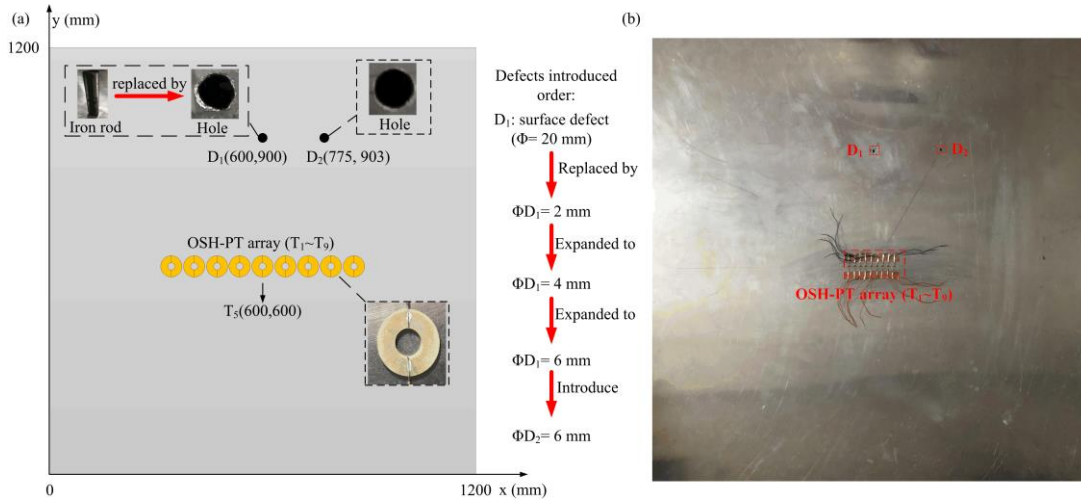 (a)
y (mm)
1200
replaced by
Iron rod
Hole
Hole
D₁(600,900)
D₂(775, 903)
OSH-PT array (T₁~T₉)
T₅(600,600)
0
1200
x (mm)
Defects introduced
order:
D₁: surface defect
(Φ= 20 mm)
Replaced by
ΦD₁= 2 mm
Expanded to
ΦD₁= 4 mm
Expanded to
ΦD₁= 6 mm
Introduce
ΦD₂= 6 mm
(b)
D₁
D₂
OSH-PT array (T₁~T₉)